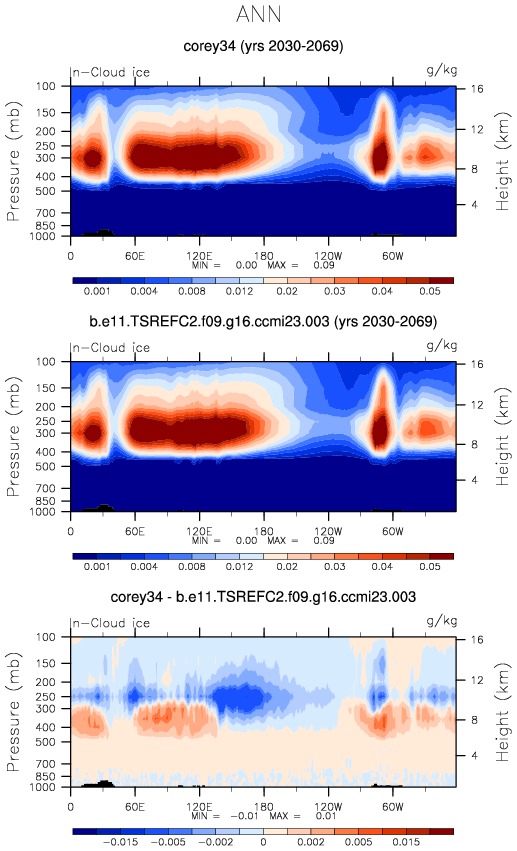 ANN
corey34 (yrs 2030-2069)
In-Cloud ice g/kg
100
150
200
250
300
400
500
700
850
1000
Pressure (mb)
16
12
8
4
Height (km)
0 60E 120E 180 120W 60W
MIN = 0.00 MAX = 0.09
0.001 0.004 0.008 0.012 0.02 0.03 0.04 0.05
b.e11.TSREFC2.f09.g16.ccmi23.003 (yrs 2030-2069)
In-Cloud ice g/kg
100
150
200
250
300
400
500
700
850
1000
Pressure (mb)
16
12
8
4
Height (km)
0 60E 120E 180 120W 60W
MIN = 0.00 MAX = 0.09
0.001 0.004 0.008 0.012 0.02 0.03 0.04 0.05
corey34 - b.e11.TSREFC2.f09.g16.ccmi23.003
In-Cloud ice g/kg
100
150
200
250
300
400
500
700
850
1000
Pressure (mb)
16
12
8
4
Height (km)
0 60E 120E 180 120W 60W
MIN = -0.01 MAX = 0.01
-0.015 -0.005 -0.002 0 0.002 0.005 0.015